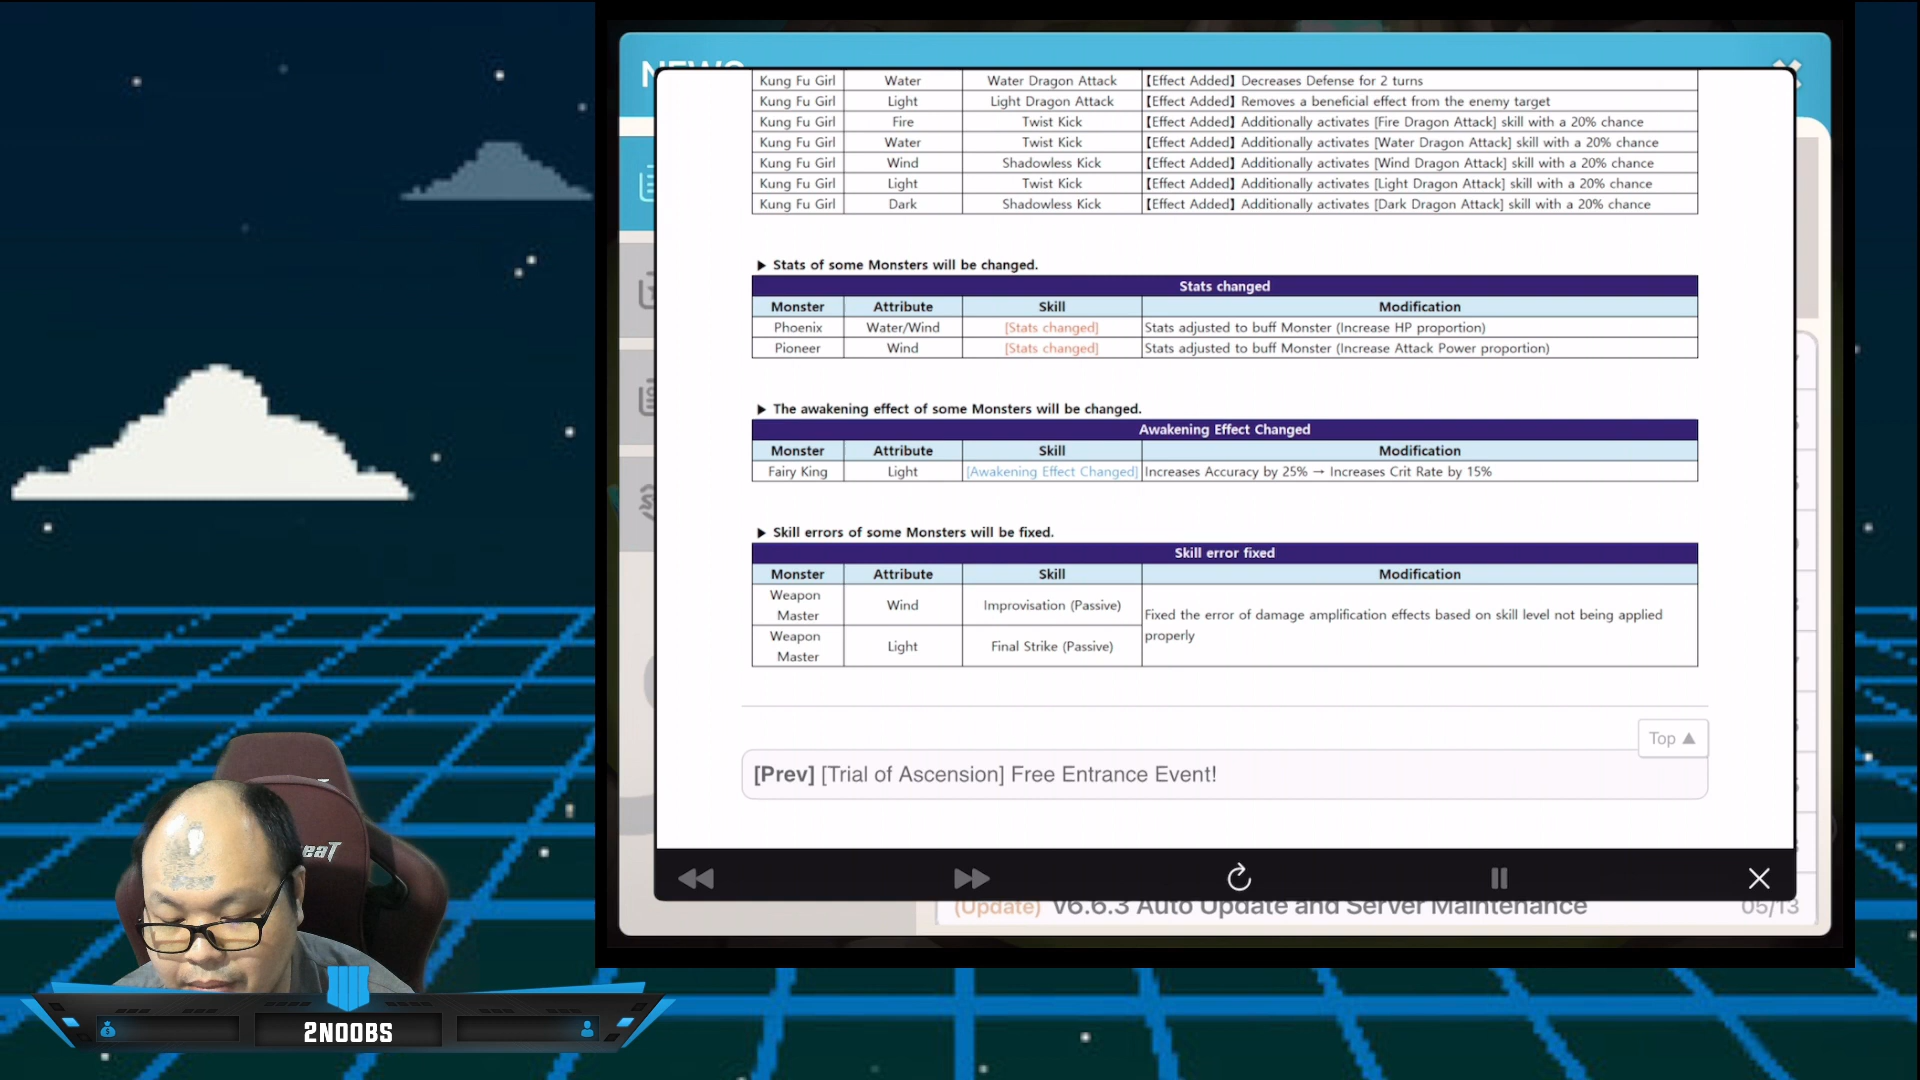 NEWS
Kung Fu Girl Water Water Dragon Attack 【Effect Added】 Decreases Defense for 2 turns
Kung Fu Girl Light Light Dragon Attack 【Effect Added】 Removes a beneficial effect from the enemy target
Kung Fu Girl Fire Twist Kick 【Effect Added】 Additionally activates [Fire Dragon Attack] skill with a 20% chance
Kung Fu Girl Water Twist Kick 【Effect Added】 Additionally activates [Water Dragon Attack] skill with a 20% chance
Kung Fu Girl Wind Shadowless Kick 【Effect Added】 Additionally activates [Wind Dragon Attack] skill with a 20% chance
Kung Fu Girl Light Twist Kick 【Effect Added】 Additionally activates [Light Dragon Attack] skill with a 20% chance
Kung Fu Girl Dark Shadowless Kick 【Effect Added】 Additionally activates [Dark Dragon Attack] skill with a 20% chance
▶ Stats of some Monsters will be changed.
Stats changed
Monster Attribute Skill Modification
Phoenix Water/Wind [Stats changed] Stats adjusted to buff Monster (Increase HP proportion)
Pioneer Wind [Stats changed] Stats adjusted to buff Monster (Increase Attack Power proportion)
▶ The awakening effect of some Monsters will be changed.
Awakening Effect Changed
Monster Attribute Skill Modification
Fairy King Light [Awakening Effect Changed] Increases Accuracy by 25% → Increases Crit Rate by 15%
▶ Skill errors of some Monsters will be fixed.
Skill error fixed
Monster Attribute Skill Modification
Weapon Master Wind Improvisation (Passive) Fixed the error of damage amplification effects based on skill level not being applied
properly
Weapon Master Light Final Strike (Passive)
Top ▲
[Prev] [Trial of Ascension] Free Entrance Event!
(Update) V6.6.3 Auto Update and Server Maintenance 05/13
2NOOBS